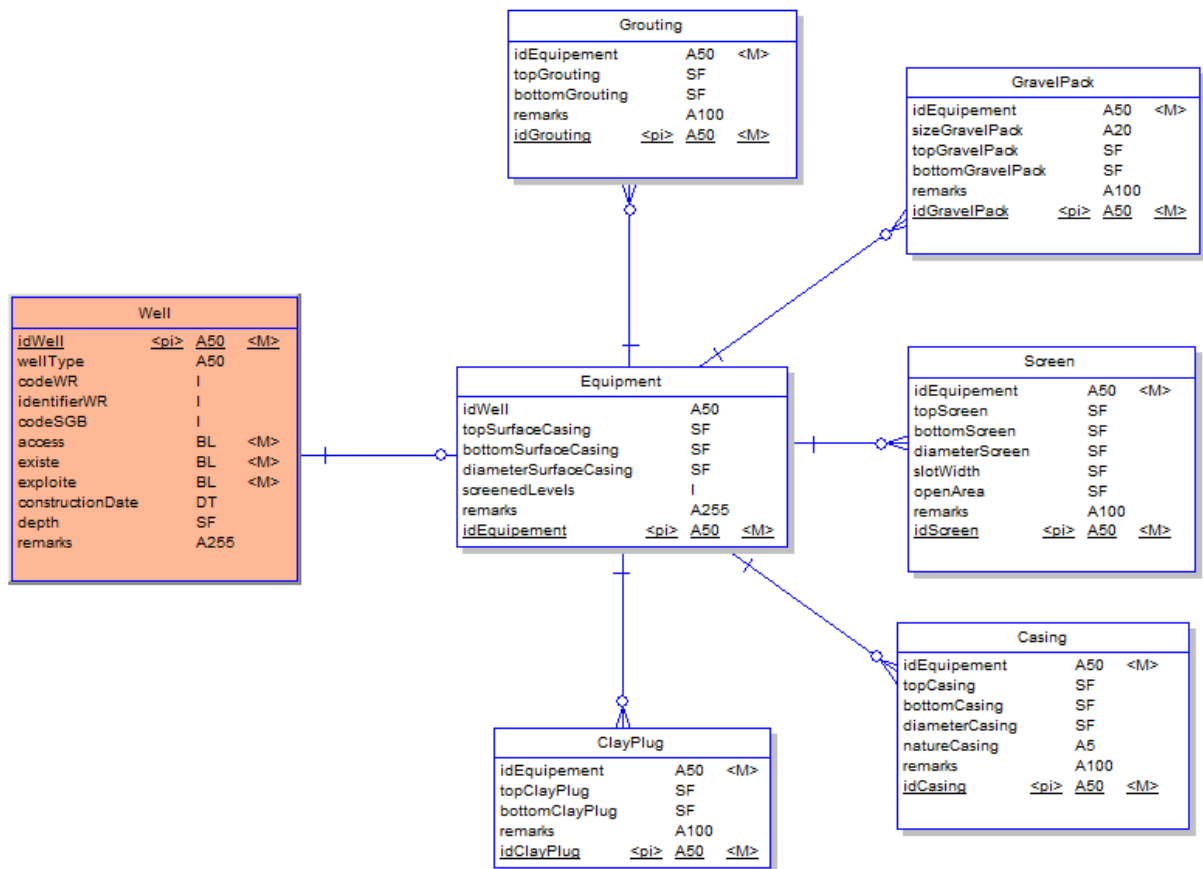 Grouting
idEquipement A50 <M>
topGrouting SF
bottomGrouting SF
remarks A100
idGrouting <pi> A50 <M>
GravelPack
idEquipement A50 <M>
sizeGravelPack A20
topGravelPack SF
bottomGravelPack SF
remarks A100
idGravelPack <pi> A50 <M>
Well
idWell <pi> A50 <M>
wellType A50
codeWR I
identifierWR I
codeSGB I
access BL <M>
existe BL <M>
exploite BL <M>
constructionDate DT
depth SF
remarks A255
Equipment
idWell A50
topSurfaceCasing SF
bottomSurfaceCasing SF
diameterSurfaceCasing SF
screenedLevels I
remarks A255
idEquipement <pi> A50 <M>
Screen
idEquipement A50 <M>
topScreen SF
bottomScreen SF
diameterScreen SF
slotWidth SF
openArea SF
remarks A100
idScreen <pi> A50 <M>
Casing
idEquipement A50 <M>
topCasing SF
bottomCasing SF
diameterCasing SF
natureCasing A5
remarks A100
idCasing <pi> A50 <M>
ClayPlug
idEquipement A50 <M>
topClayPlug SF
bottomClayPlug SF
remarks A100
idClayPlug <pi> A50 <M>